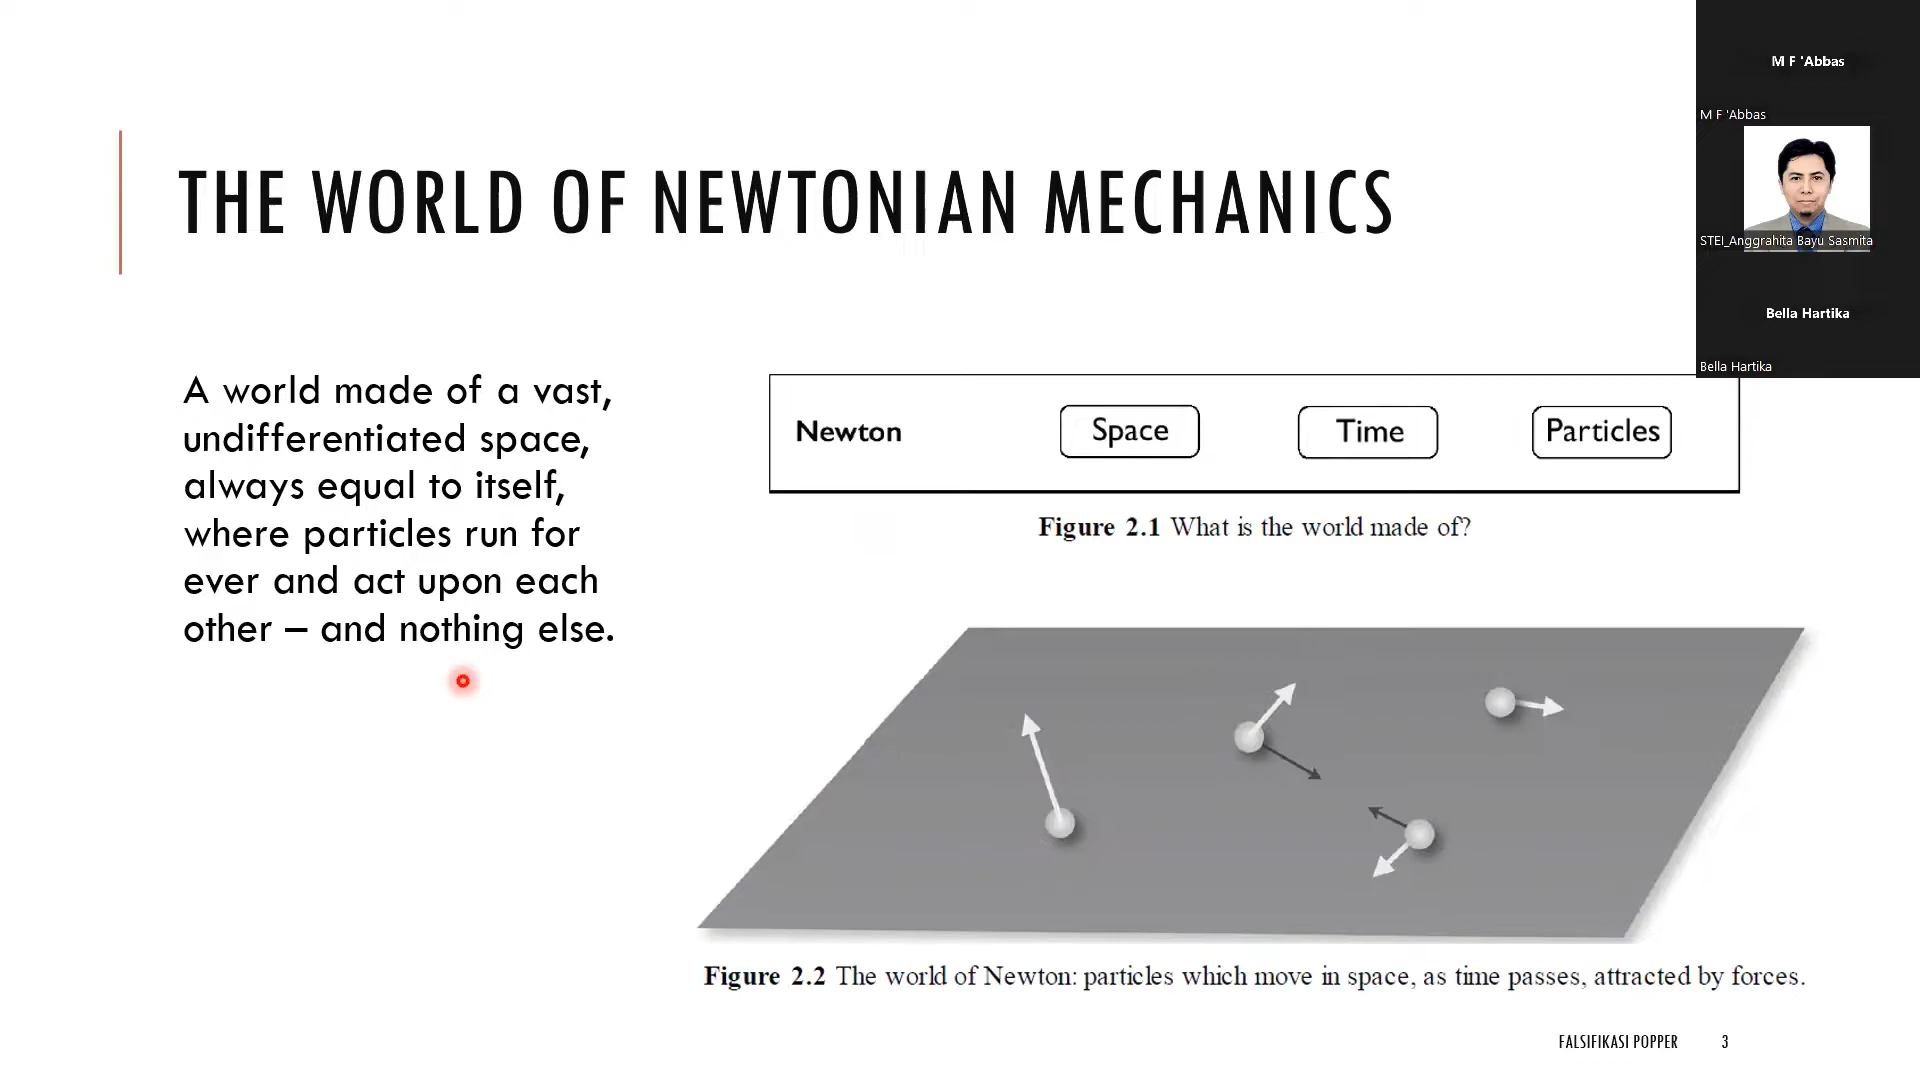 THE WORLD OF NEWTONIAN MECHANICS
A world made of a vast,
undifferentiated space,
always equal to itself,
where particles run for
ever and act upon each
other – and nothing else.
Newton Space Time Particles
Figure 2.1 What is the world made of?
Figure 2.2 The world of Newton: particles which move in space, as time passes, attracted by forces.
FALSIFIKASI POPPER 3
M F 'Abbas
M F 'Abbas
STEI_Anggrahita Bayu Sasmita
Bella Hartika
Bella Hartika